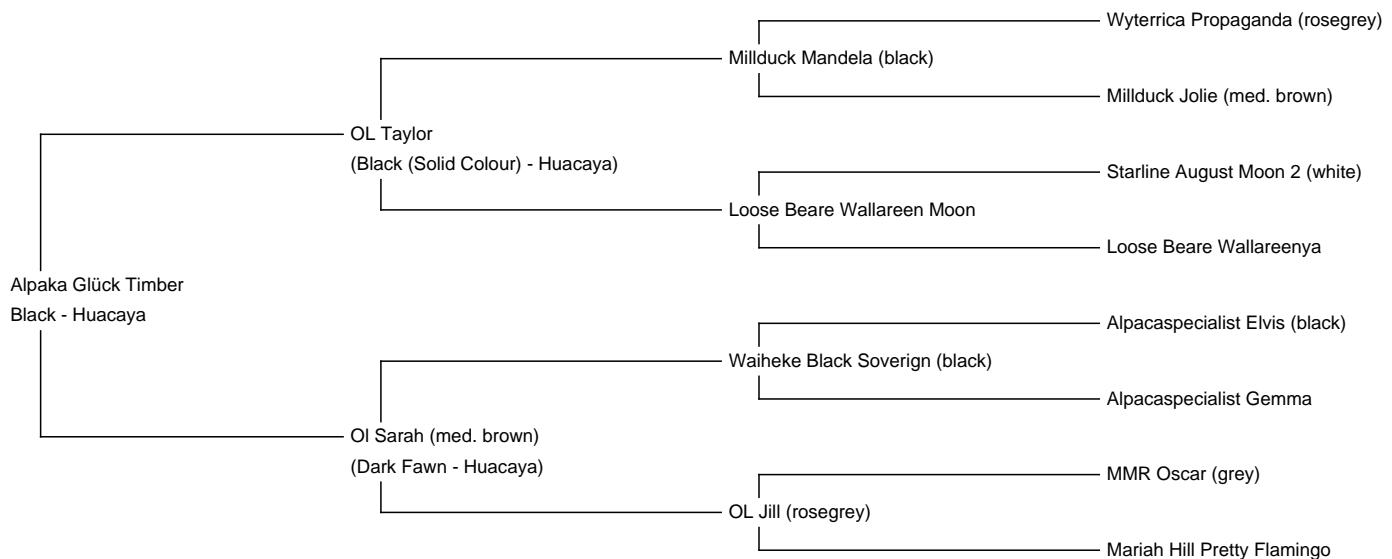 Wyterrica Propaganda (rosegrey)
Millduck Mandela (black)
Millduck Jolie (med. brown)
OL Taylor
(Black (Solid Colour) - Huacaya)
Starline August Moon 2 (white)
Loose Beare Wallareen Moon
Loose Beare Wallareenya
Alpaka Glück Timber
Black - Huacaya
Alpacaspecialist Elvis (black)
Waiheke Black Soverign (black)
Alpacaspecialist Gemma
Ol Sarah (med. brown)
(Dark Fawn - Huacaya)
MMR Oscar (grey)
OL Jill (rosegrey)
Mariah Hill Pretty Flamingo